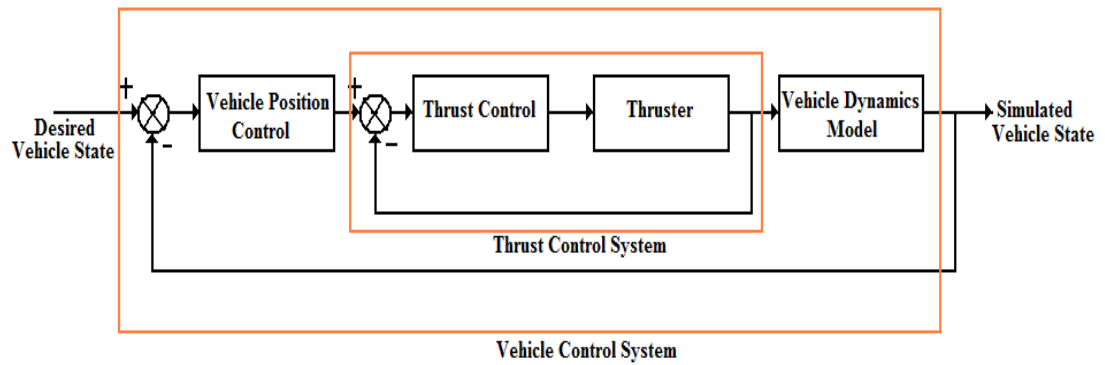 +
Desired
Vehicle State
-
Vehicle Position
Control
+
-
Thrust Control
Thruster
Vehicle Dynamics
Model
Simulated
Vehicle State
Thrust Control System
Vehicle Control System